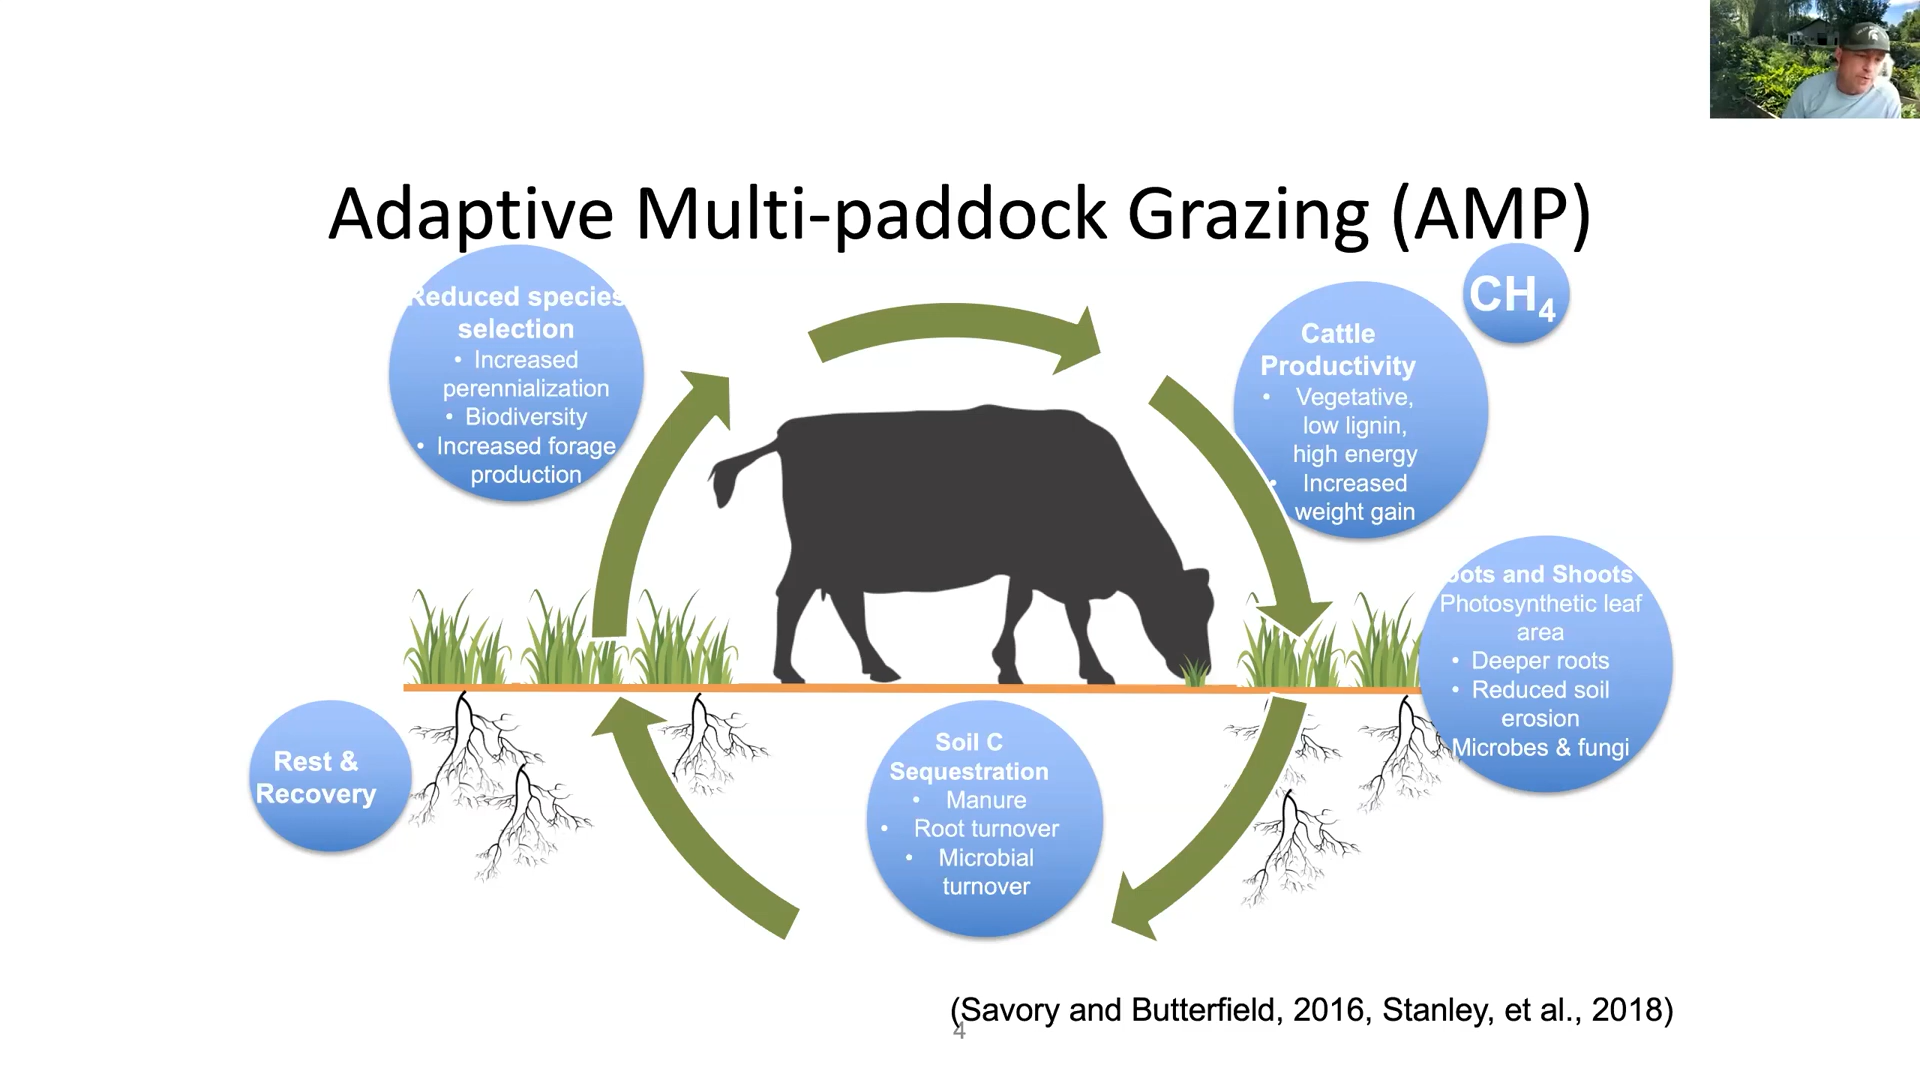 Adaptive Multi-paddock Grazing (AMP)
Reduced species
selection
• Increased
perennialization
• Biodiversity
• Increased forage
production
CH4
Cattle
Productivity
• Vegetative,
low lignin,
high energy
• Increased
weight gain
oots and Shoots
Photosynthetic leaf
area
• Deeper roots
• Reduced soil
erosion
Microbes & fungi
Soil C
Sequestration
• Manure
• Root turnover
• Microbial
turnover
Rest &
Recovery
(Savory and Butterfield, 2016, Stanley, et al., 2018)
4